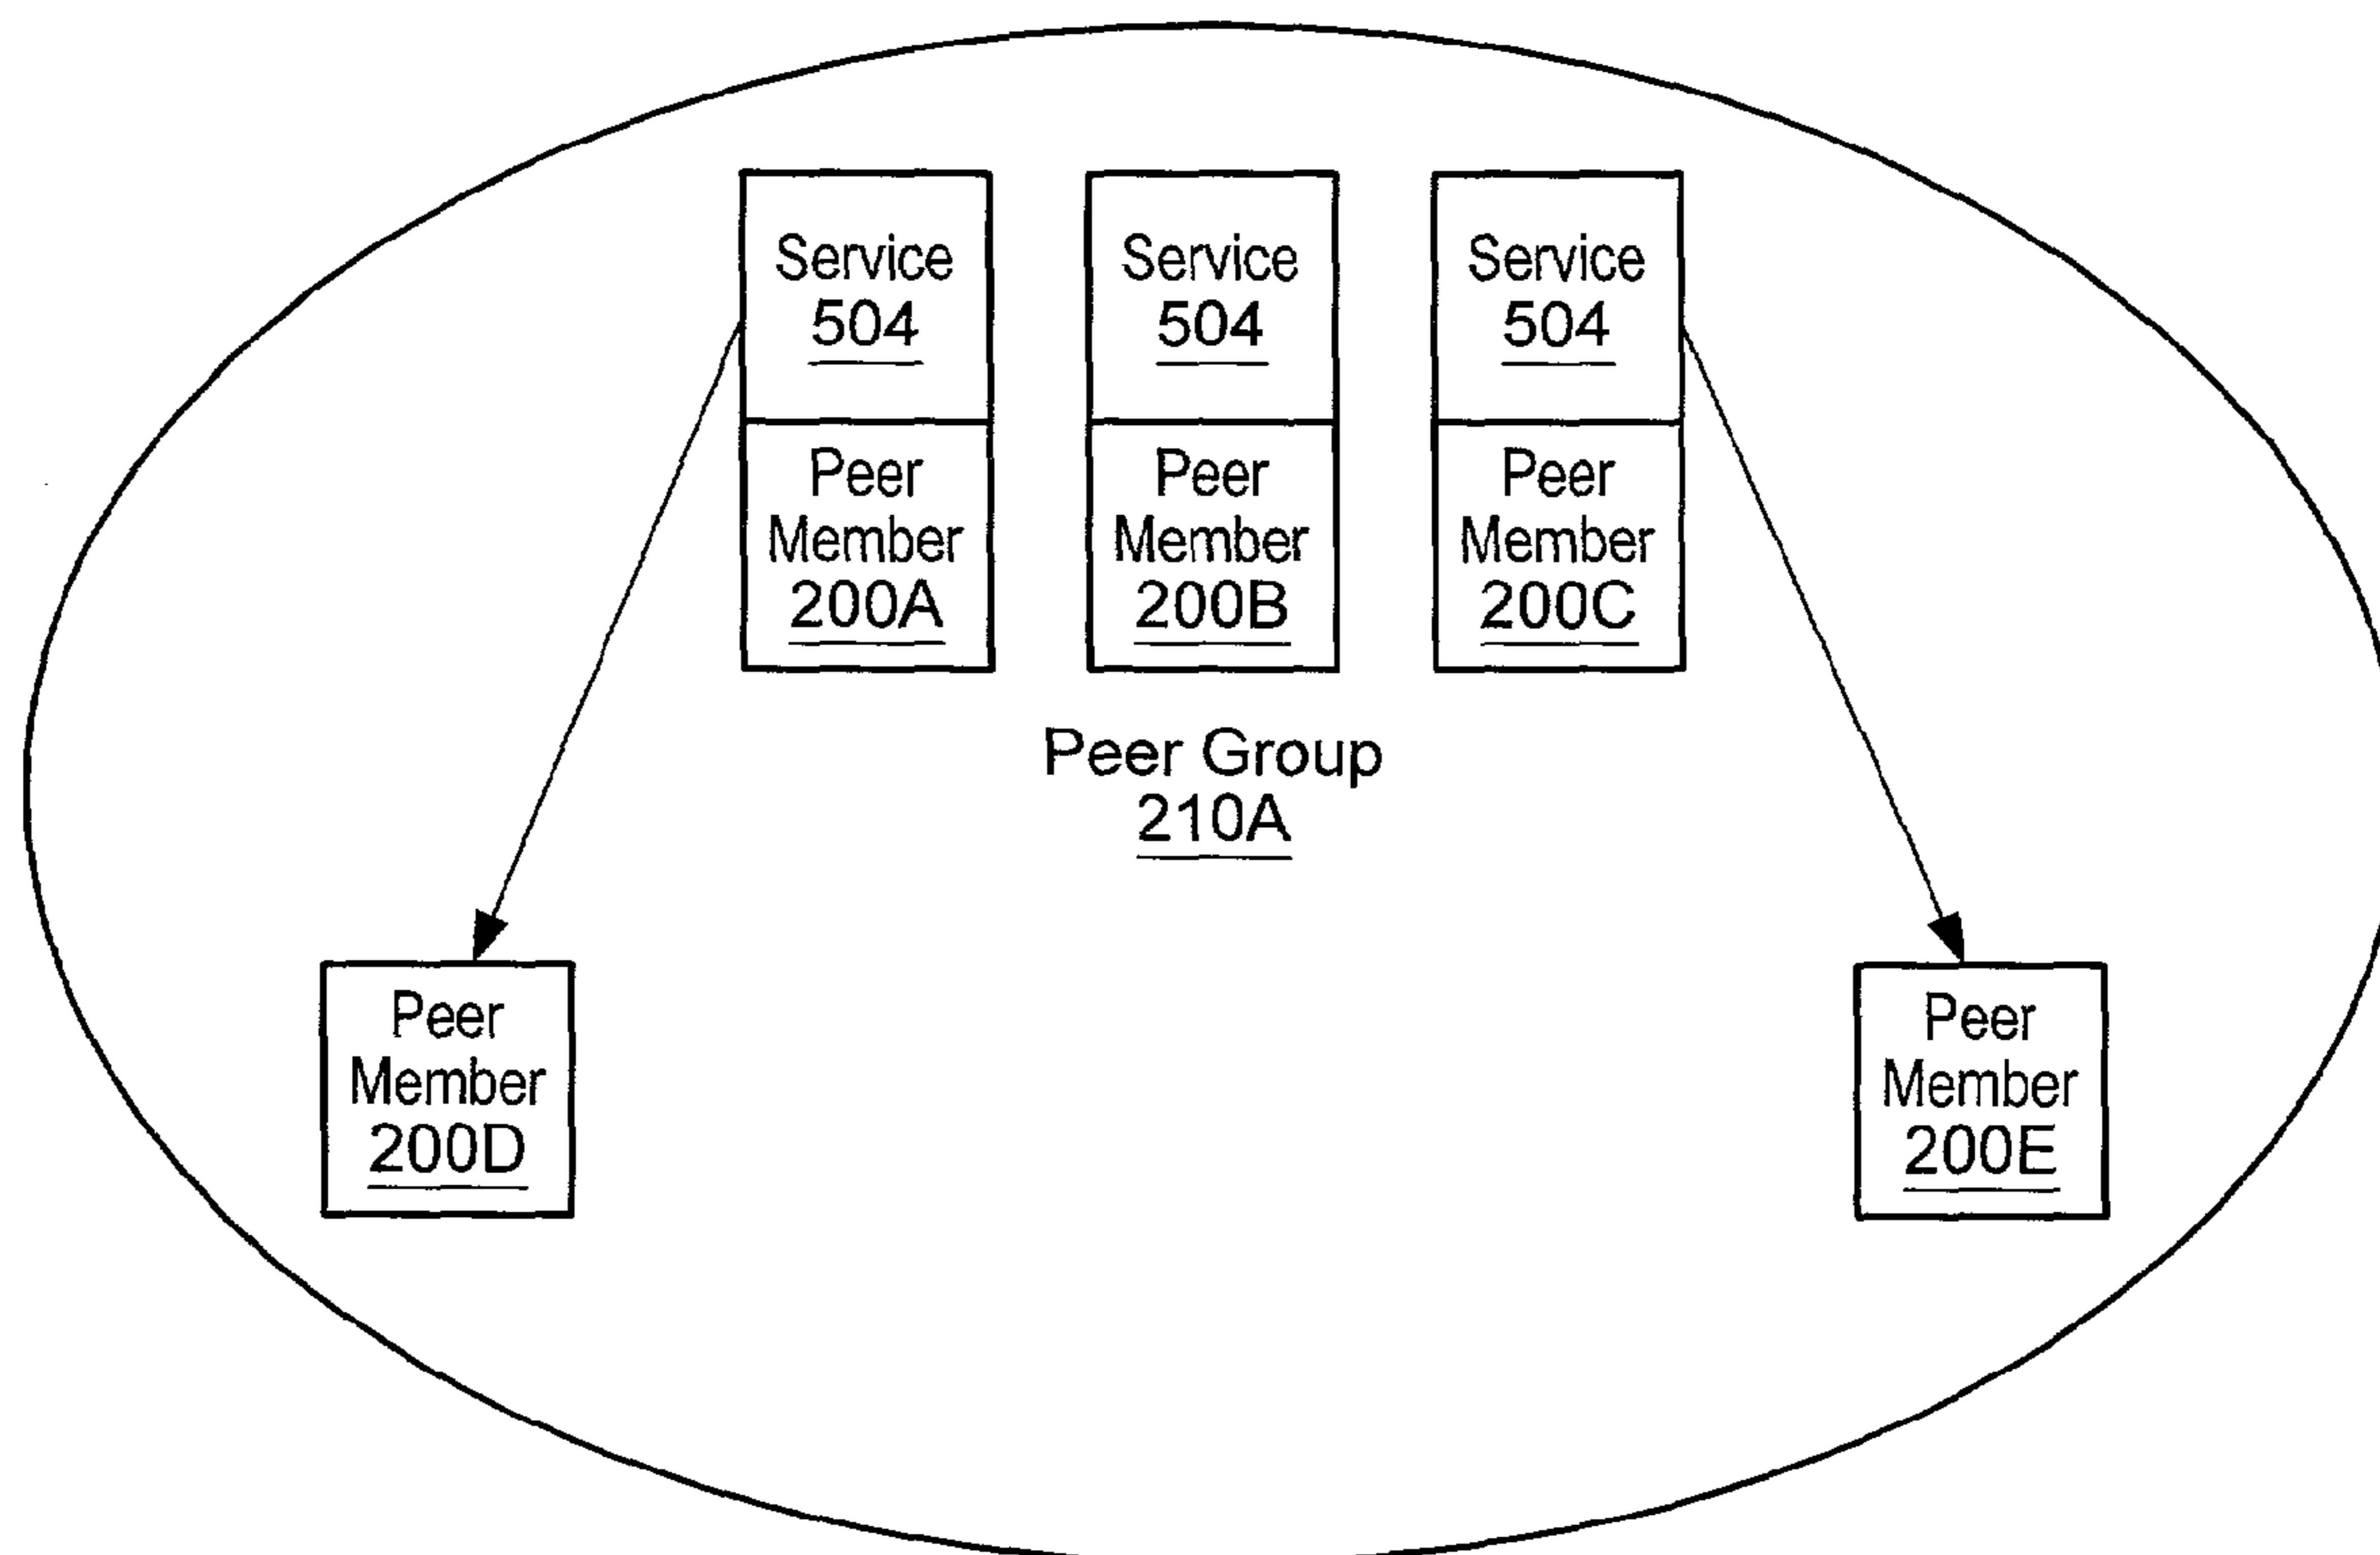 Service
504
Service
504
Service
504
Peer
Member
200A
Peer
Member
200B
Peer
Member
200C
Peer Group
210A
Peer
Member
200D
Peer
Member
200E